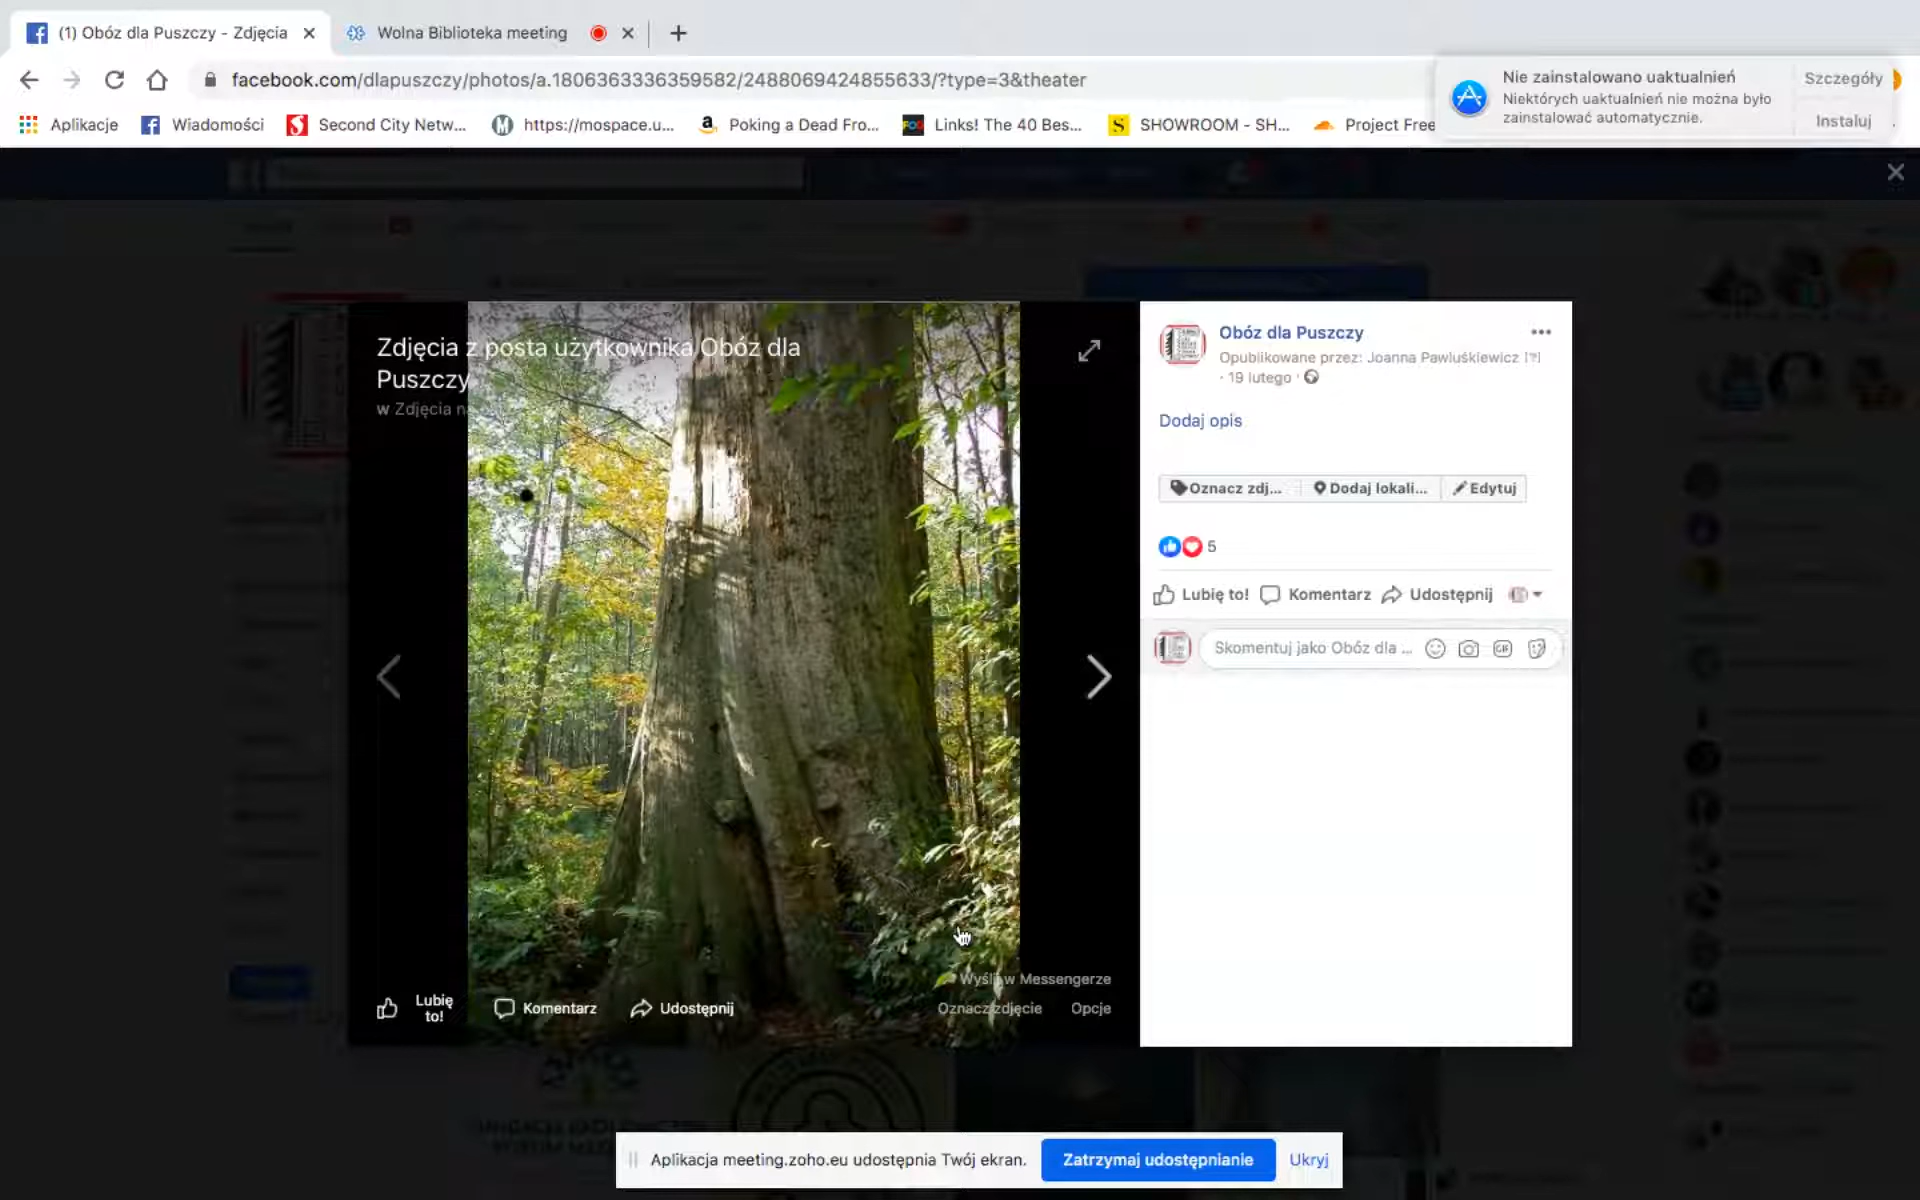 (1) Obóz dla Puszczy - Zdjęcia
Wolna Biblioteka meeting
facebook.com/dlapuszczy/photos/a.1806363336359582/2488069424855633/?type=3&theater
Nie zainstalowano uaktualnień
Niektórych uaktualnień nie można było
zainstalować automatycznie.
Szczegóły
Instaluj
Aplikacje
Wiadomości
Second City Netw...
https://mospace.u...
Poking a Dead Fro...
Links! The 40 Bes...
SHOWROOM - SH...
Project Free
Zdjęcia z posta użytkownika Obóz dla
Puszczy
w Zdjęcia n
Lubię
to!
Komentarz
Udostępnij
Wyślij w Messengerze
Oznacz zdjęcie
Opcje
Obóz dla Puszczy
Opublikowane przez: Joanna Pawluśkiewicz [?]
· 19 lutego ·
Dodaj opis
Oznacz zdj...
Dodaj lokali...
Edytuj
5
Lubię to!
Komentarz
Udostępnij
Skomentuj jako Obóz dla ...
GIF
Aplikacja meeting.zoho.eu udostępnia Twój ekran.
Zatrzymaj udostępnianie
Ukryj